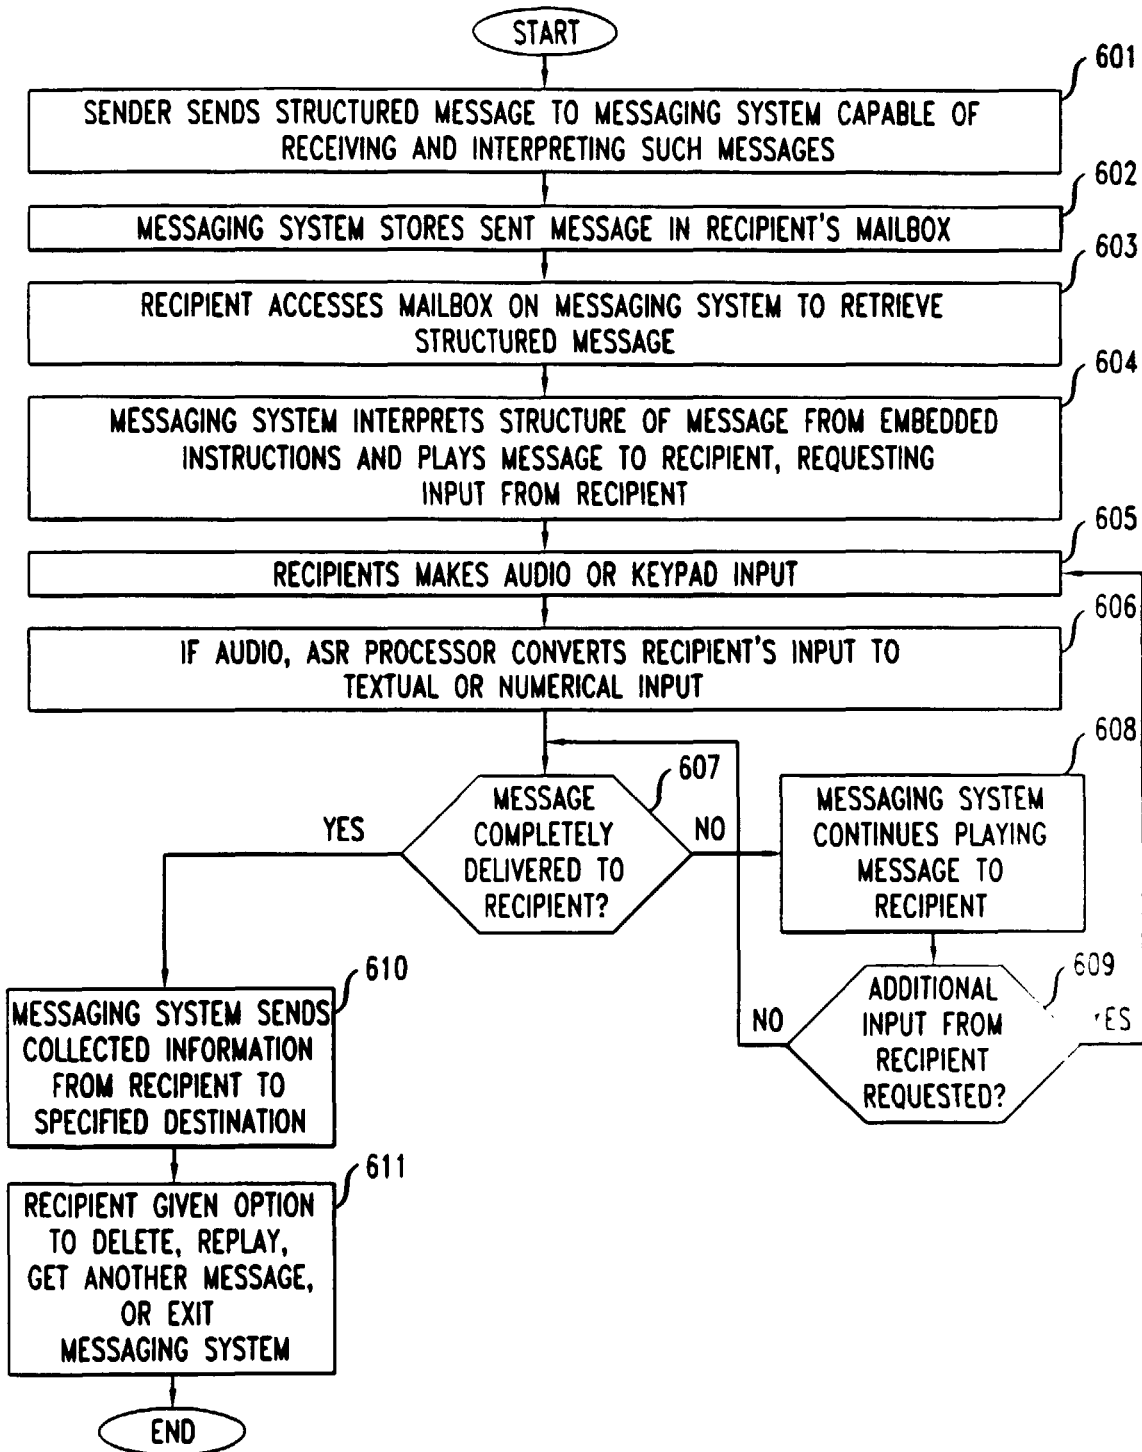 START
601
SENDER SENDS STRUCTURED MESSAGE TO MESSAGING SYSTEM CAPABLE OF
RECEIVING AND INTERPRETING SUCH MESSAGES
602
MESSAGING SYSTEM STORES SENT MESSAGE IN RECIPIENT'S MAILBOX
603
RECIPIENT ACCESSES MAILBOX ON MESSAGING SYSTEM TO RETRIEVE
STRUCTURED MESSAGE
604
MESSAGING SYSTEM INTERPRETS STRUCTURE OF MESSAGE FROM EMBEDDED
INSTRUCTIONS AND PLAYS MESSAGE TO RECIPIENT, REQUESTING
INPUT FROM RECIPIENT
605
RECIPIENTS MAKES AUDIO OR KEYPAD INPUT
606
IF AUDIO, ASR PROCESSOR CONVERTS RECIPIENT'S INPUT TO
TEXTUAL OR NUMERICAL INPUT
607
MESSAGE
COMPLETELY
DELIVERED TO
RECIPIENT?
YES
NO
608
MESSAGING SYSTEM
CONTINUES PLAYING
MESSAGE TO
RECIPIENT
609
ADDITIONAL
INPUT FROM
RECIPIENT
REQUESTED?
NO
YES
610
MESSAGING SYSTEM SENDS
COLLECTED INFORMATION
FROM RECIPIENT TO
SPECIFIED DESTINATION
611
RECIPIENT GIVEN OPTION
TO DELETE, REPLAY,
GET ANOTHER MESSAGE,
OR EXIT
MESSAGING SYSTEM
END